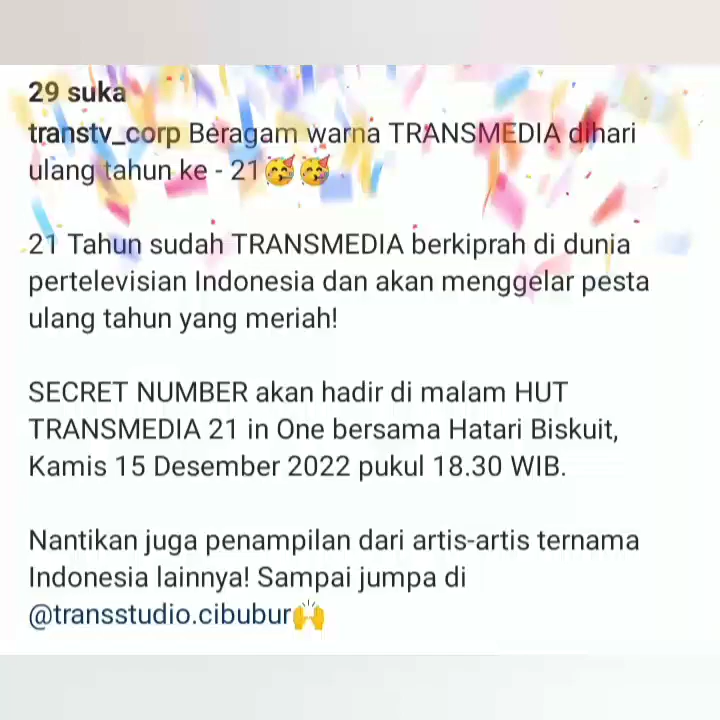 29 suka
transtv_corp Beragam warna TRANSMEDIA dihari
ulang tahun ke - 21🥳🥳
21 Tahun sudah TRANSMEDIA berkiprah di dunia
pertelevisian Indonesia dan akan menggelar pesta
ulang tahun yang meriah!
SECRET NUMBER akan hadir di malam HUT
TRANSMEDIA 21 in One bersama Hatari Biskuit,
Kamis 15 Desember 2022 pukul 18.30 WIB.
Nantikan juga penampilan dari artis-artis ternama
Indonesia lainnya! Sampai jumpa di
@transstudio.cibubur🙌